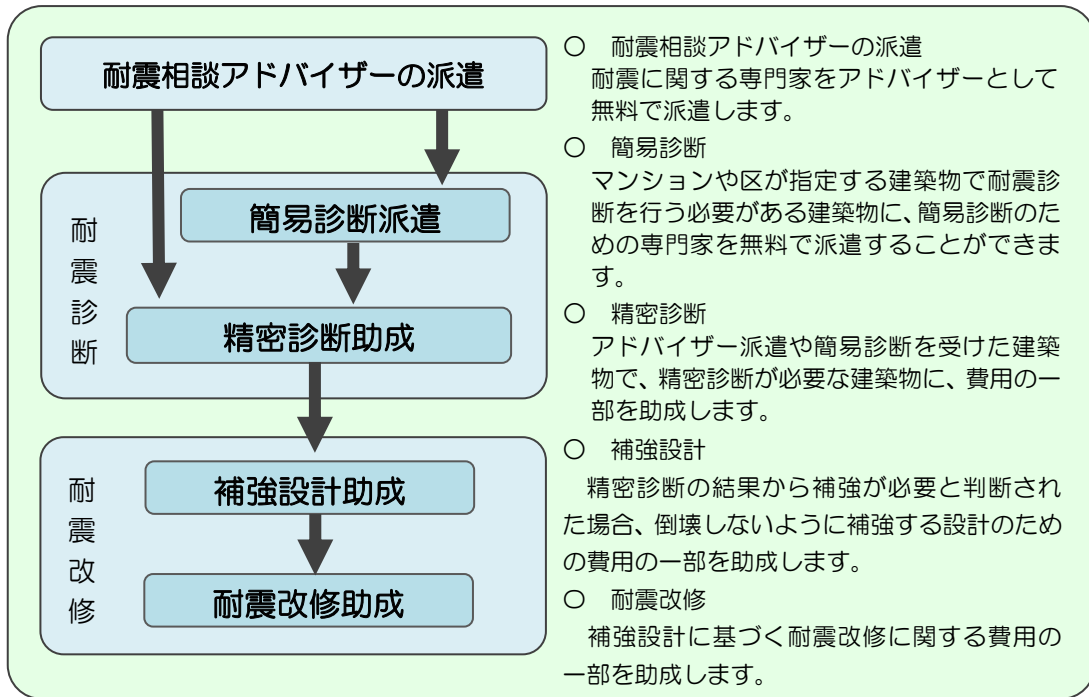 耐震相談アドバイザーの派遣
耐震診断
簡易診断派遣
精密診断助成
耐震改修
補強設計助成
耐震改修助成
○ 耐震相談アドバイザーの派遣
耐震に関する専門家をアドバイザーとして
無料で派遣します。
○ 簡易診断
マンションや区が指定する建築物で耐震診
断を行う必要がある建築物に、簡易診断のた
めの専門家を無料で派遣することができま
す。
○ 精密診断
アドバイザー派遣や簡易診断を受けた建築
物で、精密診断が必要な建築物に、費用の一
部を助成します。
○ 補強設計
精密診断の結果から補強が必要と判断され
た場合、倒壊しないように補強する設計のため
の費用の一部を助成します。
○ 耐震改修
補強設計に基づく耐震改修に関する費用の
一部を助成します。